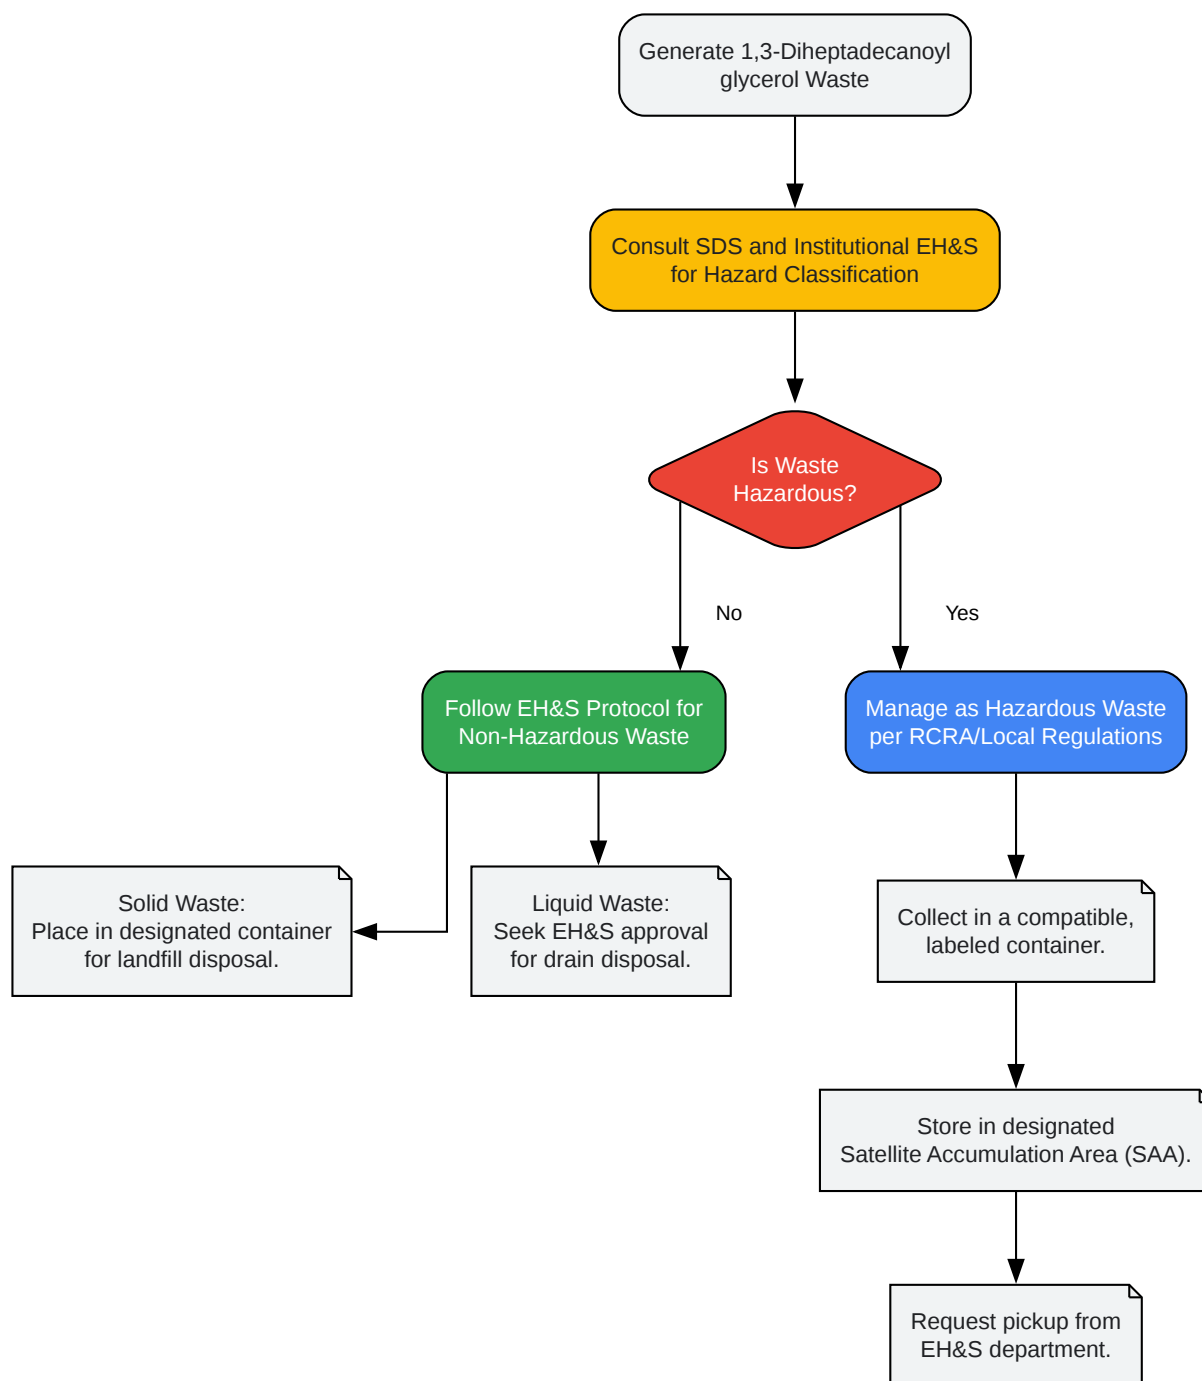 Generate 1,3-Diheptadecanoyl
glycerol Waste
Consult SDS and Institutional EH&S
for Hazard Classification
Is Waste
Hazardous?
No
Yes
Follow EH&S Protocol for
Non-Hazardous Waste
Manage as Hazardous Waste
per RCRA/Local Regulations
Solid Waste:
Place in designated container
for landfill disposal.
Liquid Waste:
Seek EH&S approval
for drain disposal.
Collect in a compatible,
labeled container.
Store in designated
Satellite Accumulation Area (SAA).
Request pickup from
EH&S department.